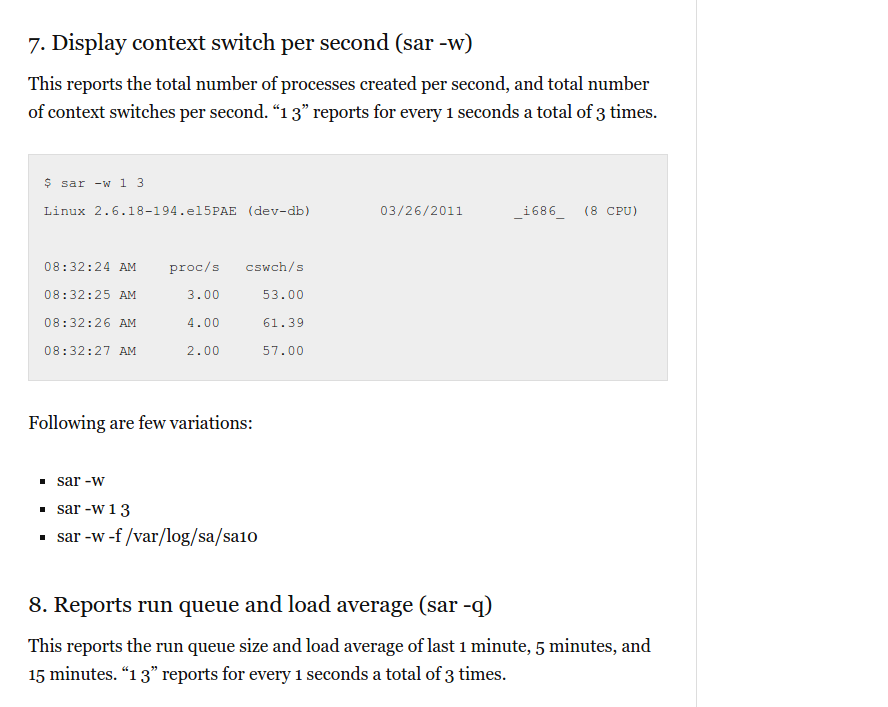 7. Display context switch per second (sar -w)
This reports the total number of processes created per second, and total number
of context switches per second. “1 3” reports for every 1 seconds a total of 3 times.
$ sar -w 1 3
Linux 2.6.18-194.el5PAE (dev-db)        03/26/2011      _i686_  (8 CPU)
08:32:24 AM    proc/s   cswch/s
08:32:25 AM      3.00     53.00
08:32:26 AM      4.00     61.39
08:32:27 AM      2.00     57.00
Following are few variations:
▪ sar -w
▪ sar -w 1 3
▪ sar -w -f /var/log/sa/sa10
8. Reports run queue and load average (sar -q)
This reports the run queue size and load average of last 1 minute, 5 minutes, and
15 minutes. “1 3” reports for every 1 seconds a total of 3 times.